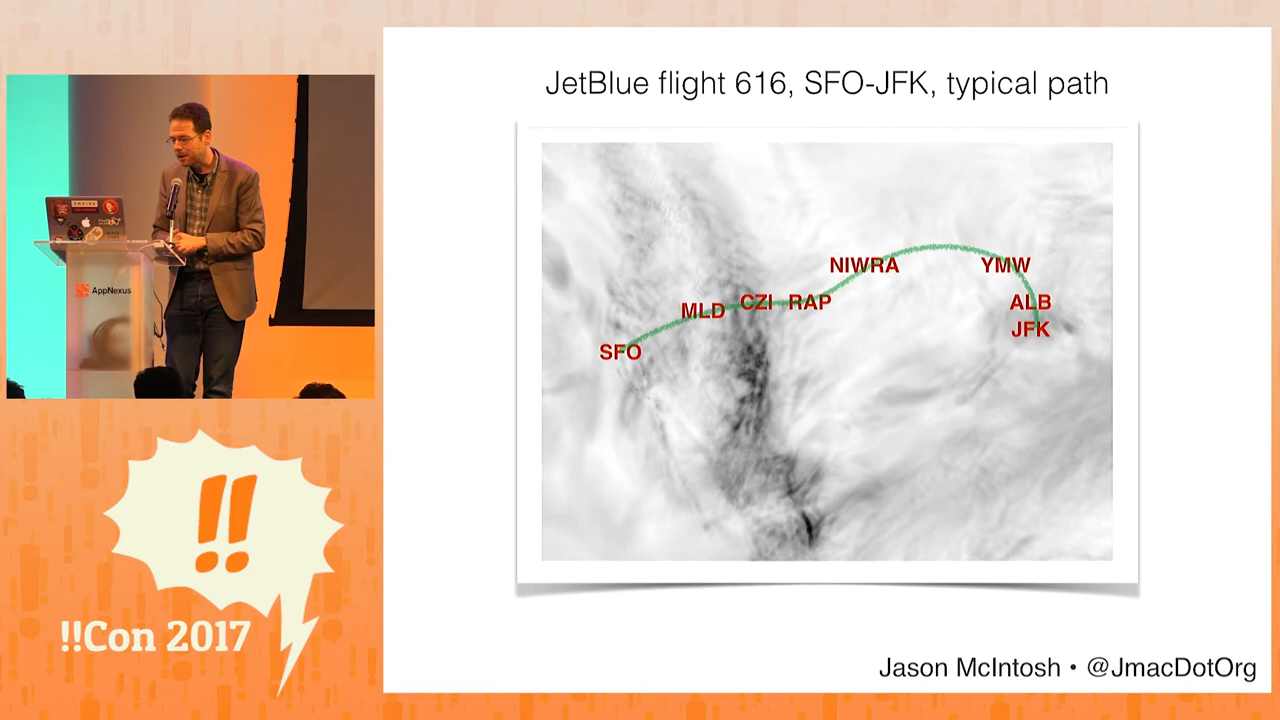 JetBlue flight 616, SFO-JFK, typical path
NIWRA
YMW
MLD
CZI
RAP
ALB
JFK
SFO
EMPIRE
AppNexus
!!
!!Con 2017
Jason McIntosh • @JmacDotOrg